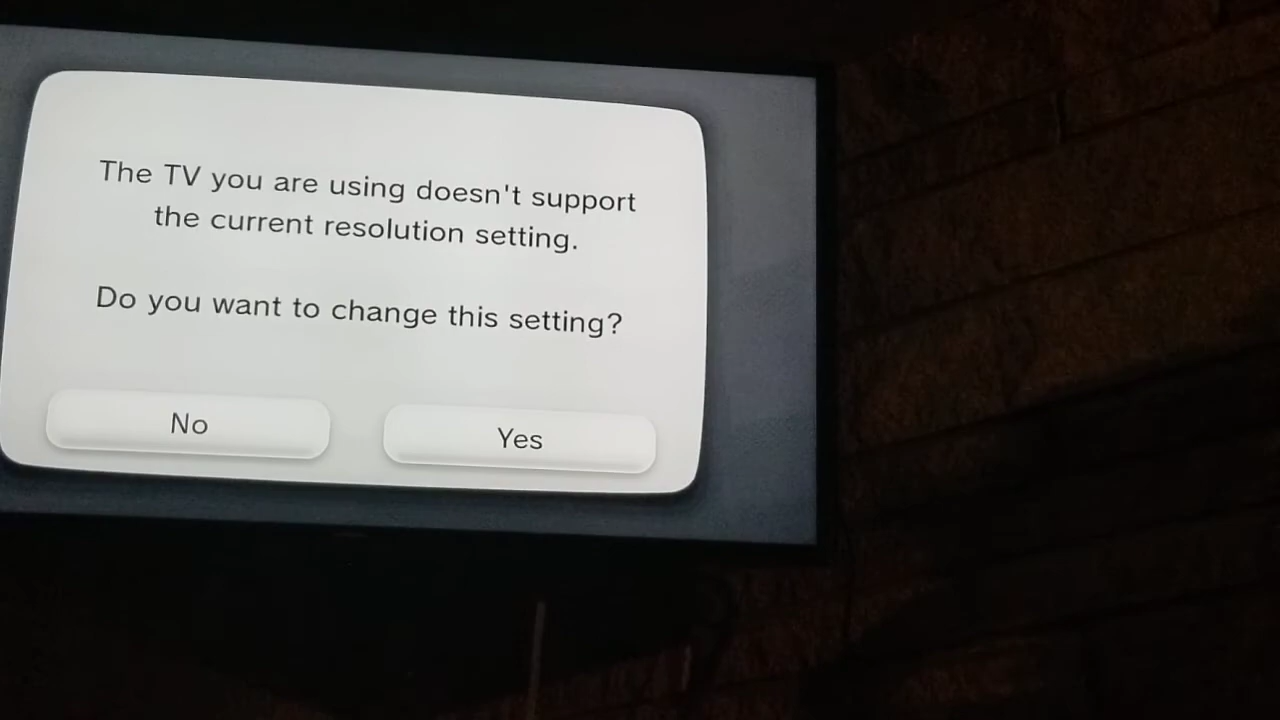 The TV you are using doesn't support
the current resolution setting.
Do you want to change this setting?
No
Yes